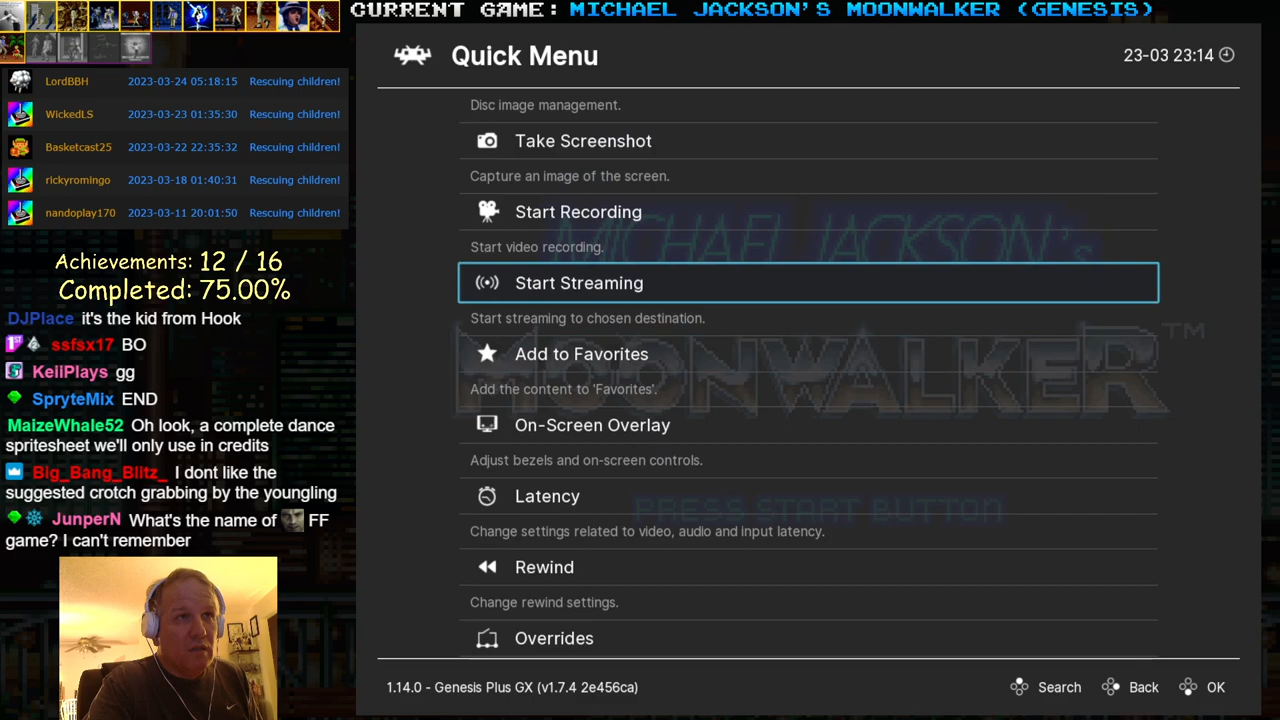 CURRENT GAME: MICHAEL JACKSON'S MOONWALKER (GENESIS)
LordBBH 2023-03-24 05:18:15 Rescuing children!
WickedLS 2023-03-23 01:35:30 Rescuing children!
Basketcast25 2023-03-22 22:35:32 Rescuing children!
rickyromingo 2023-03-18 01:40:31 Rescuing children!
nandoplay170 2023-03-11 20:01:50 Rescuing children!
Achievements: 12 / 16
Completed: 75.00%
DJPlace it's the kid from Hook
1ST ssfsx17 BO
KeiiPlays gg
SpryteMix END
MaizeWhale52 Oh look, a complete dance
spritesheet we'll only use in credits
Big_Bang_Blitz_ I dont like the
suggested crotch grabbing by the youngling
JunperN What's the name of FF
game? I can't remember
Quick Menu
23-03 23:14
Disc image management.
Take Screenshot
Capture an image of the screen.
Start Recording
Start video recording.
MICHAEL JACKSON's
Start Streaming
Start streaming to chosen destination.
MOONWALKER™
Add to Favorites
Add the content to 'Favorites'.
On-Screen Overlay
Adjust bezels and on-screen controls.
Latency
PRESS START BUTTON
Change settings related to video, audio and input latency.
Rewind
Change rewind settings.
Overrides
1.14.0 - Genesis Plus GX (v1.7.4 2e456ca)
Search Back OK